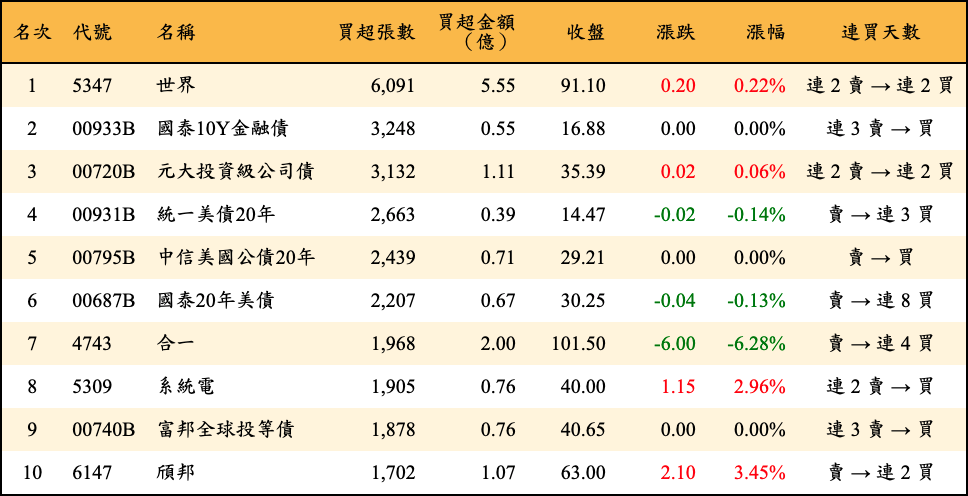 名次 代號 名稱 買超張數 買超金額（億） 收盤 漲跌 漲幅 連買天數
1 5347 世界 6,091 5.55 91.10 0.20 0.22% 連 2 賣 → 連 2 買
2 00933B 國泰10Y金融債 3,248 0.55 16.88 0.00 0.00% 連 3 賣 → 買
3 00720B 元大投資級公司債 3,132 1.11 35.39 0.02 0.06% 連 2 賣 → 連 2 買
4 00931B 統一美債20年 2,663 0.39 14.47 -0.02 -0.14% 賣 → 連 3 買
5 00795B 中信美國公債20年 2,439 0.71 29.21 0.00 0.00% 賣 → 買
6 00687B 國泰20年美債 2,207 0.67 30.25 -0.04 -0.13% 賣 → 連 8 買
7 4743 合一 1,968 2.00 101.50 -6.00 -6.28% 賣 → 連 4 買
8 5309 系統電 1,905 0.76 40.00 1.15 2.96% 連 2 賣 → 買
9 00740B 富邦全球投等債 1,878 0.76 40.65 0.00 0.00% 連 3 賣 → 買
10 6147 頎邦 1,702 1.07 63.00 2.10 3.45% 賣 → 連 2 買